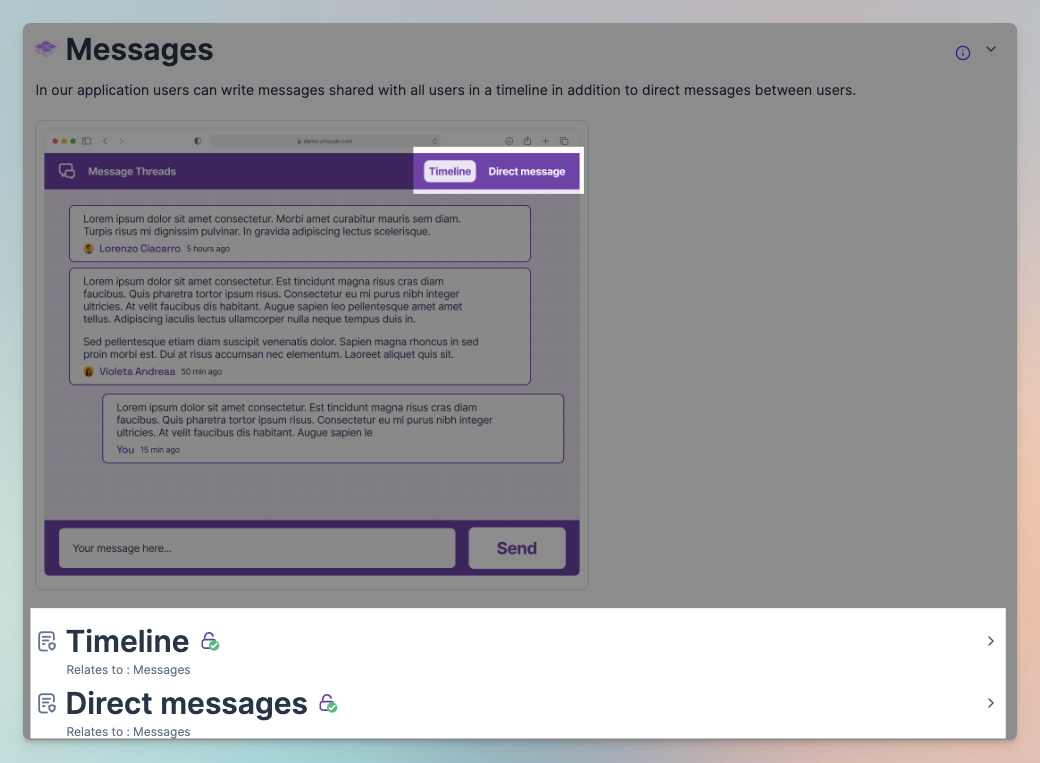 Messages
In our application users can write messages shared with all users in a timeline in addition to direct messages between users.
demo.uniscale.com
Message Threads
Timeline
Direct message
Lorem ipsum dolor sit amet consectetur. Morbi amet curabitur mauris sem diam.
Turpis risus mi dignissim pulvinar. In gravida adipiscing lectus scelerisque.
Lorenzo Ciacarro 5 hours ago
Lorem ipsum dolor sit amet consectetur. Est tincidunt magna risus cras diam
faucibus. Quis pharetra tortor ipsum risus. Consectetur eu mi purus nibh integer
ultricies. At velit faucibus dis habitant. Augue sapien leo pellentesque amet amet
tellus. Adipiscing iaculis lectus ullamcorper nulla neque tempus duis in.
Sed pellentesque etiam diam suscipit venenatis dolor. Sapien magna rhoncus in sed
proin morbi est. Dui at risus accumsan nec elementum. Laoreet aliquet quis sit.
Violeta Andreaa 50 min ago
Lorem ipsum dolor sit amet consectetur. Est tincidunt magna risus cras diam
faucibus. Quis pharetra tortor ipsum risus. Consectetur eu mi purus nibh integer
ultricies. At velit faucibus dis habitant. Augue sapien le
You 15 min ago
Your message here...
Send
Timeline
Relates to : Messages
Direct messages
Relates to : Messages